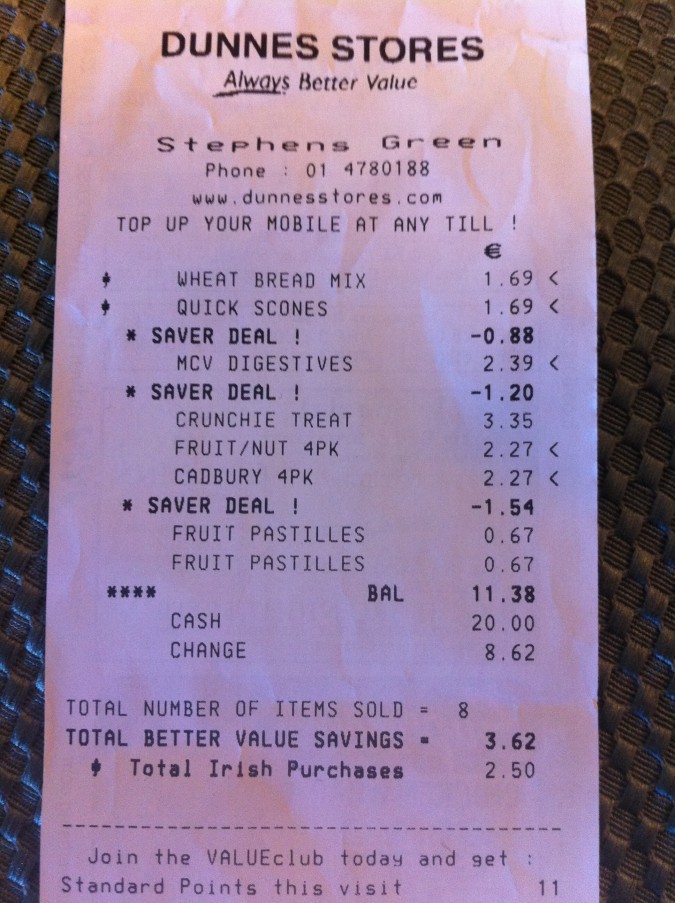 DUNNES STORES
Always Better Value
Stephens Green
Phone : 01 4780188
www.dunnesstores.com
TOP UP YOUR MOBILE AT ANY TILL !
€
WHEAT BREAD MIX 1.69 <
QUICK SCONES 1.69 <
* SAVER DEAL ! -0.88
MCV DIGESTIVES 2.39 <
* SAVER DEAL ! -1.20
CRUNCHIE TREAT 3.35
FRUIT/NUT 4PK 2.27 <
CADBURY 4PK 2.27 <
* SAVER DEAL ! -1.54
FRUIT PASTILLES 0.67
FRUIT PASTILLES 0.67
**** BAL 11.38
CASH 20.00
CHANGE 8.62
TOTAL NUMBER OF ITEMS SOLD = 8
TOTAL BETTER VALUE SAVINGS = 3.62
Total Irish Purchases 2.50
----------------------------------------
Join the VALUEclub today and get :
Standard Points this visit 11